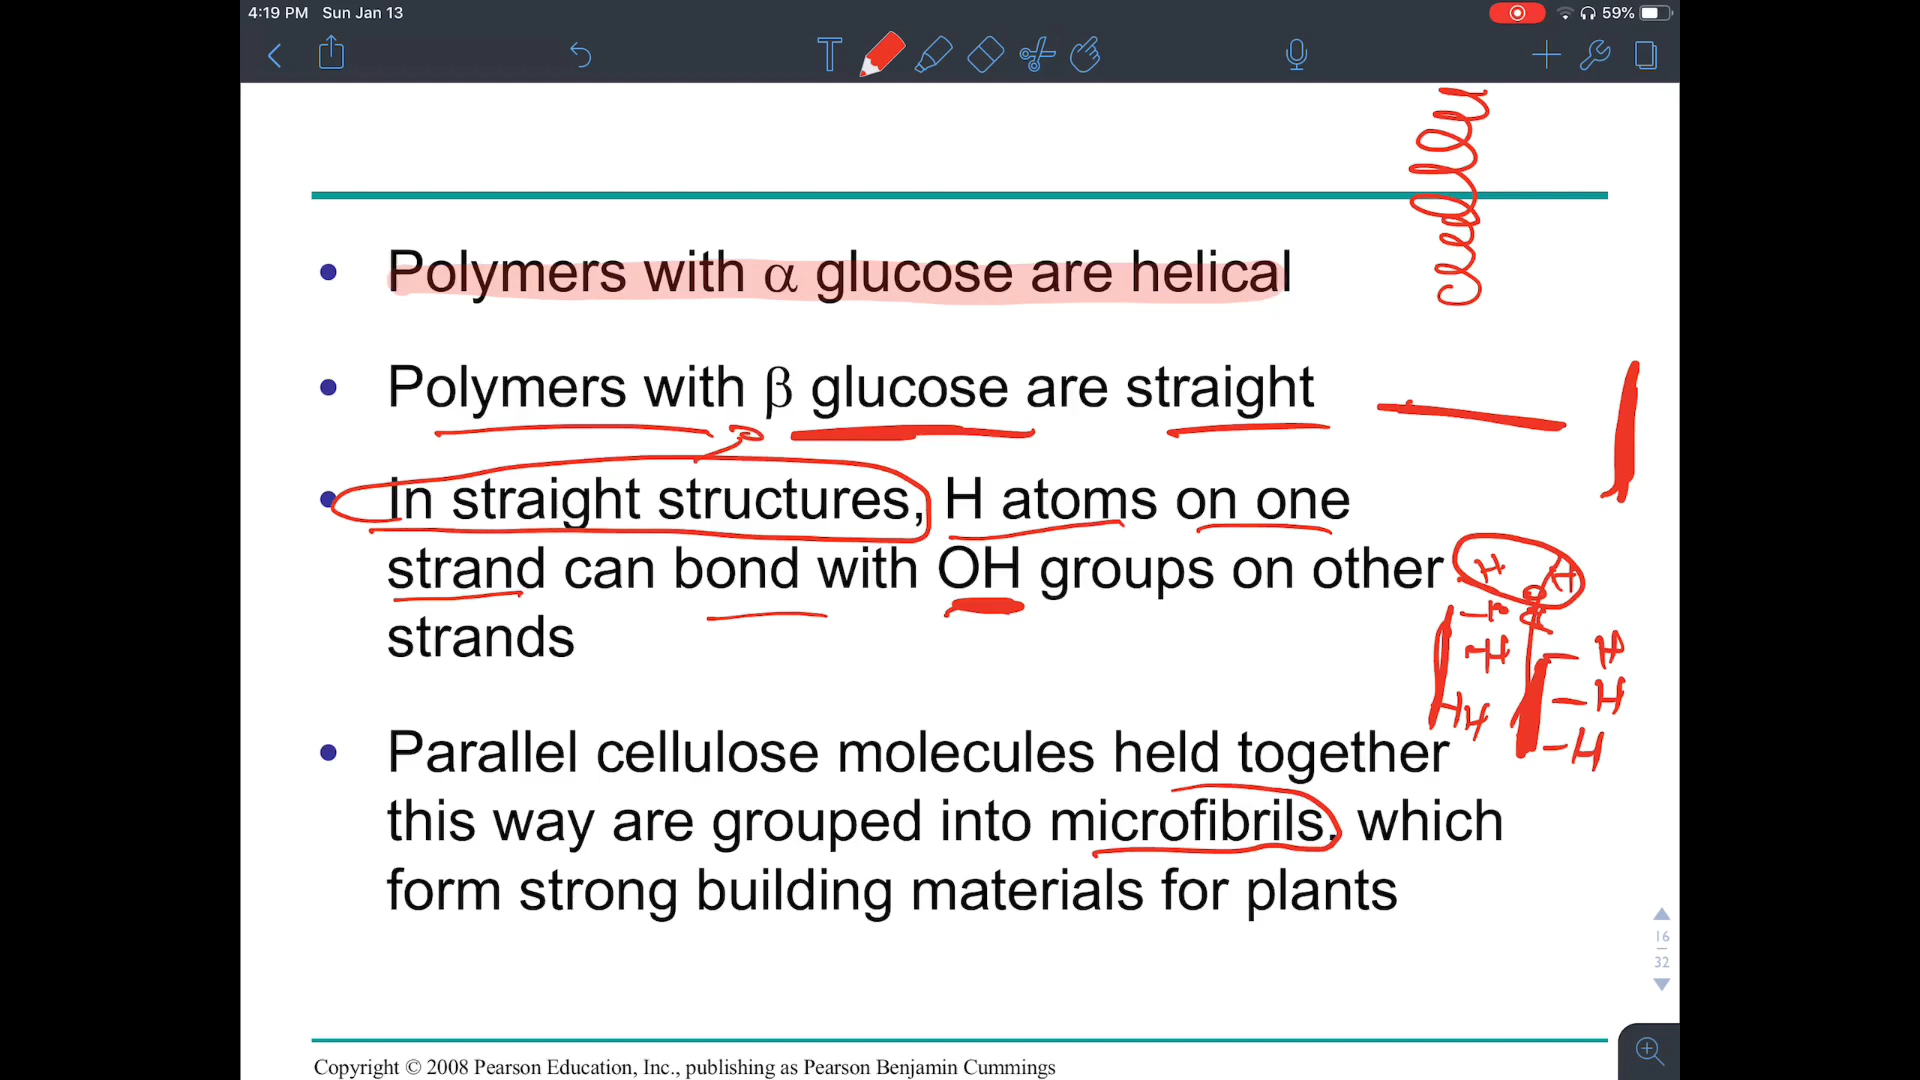 4:19 PM Sun Jan 13
59%
T
• Polymers with α glucose are helical
• Polymers with β glucose are straight
• In straight structures, H atoms on one
strand can bond with OH groups on other
strands
H H
H
H
H
H H
H
• Parallel cellulose molecules held together
this way are grouped into microfibrils, which
form strong building materials for plants
16
32
Copyright © 2008 Pearson Education, Inc., publishing as Pearson Benjamin Cummings